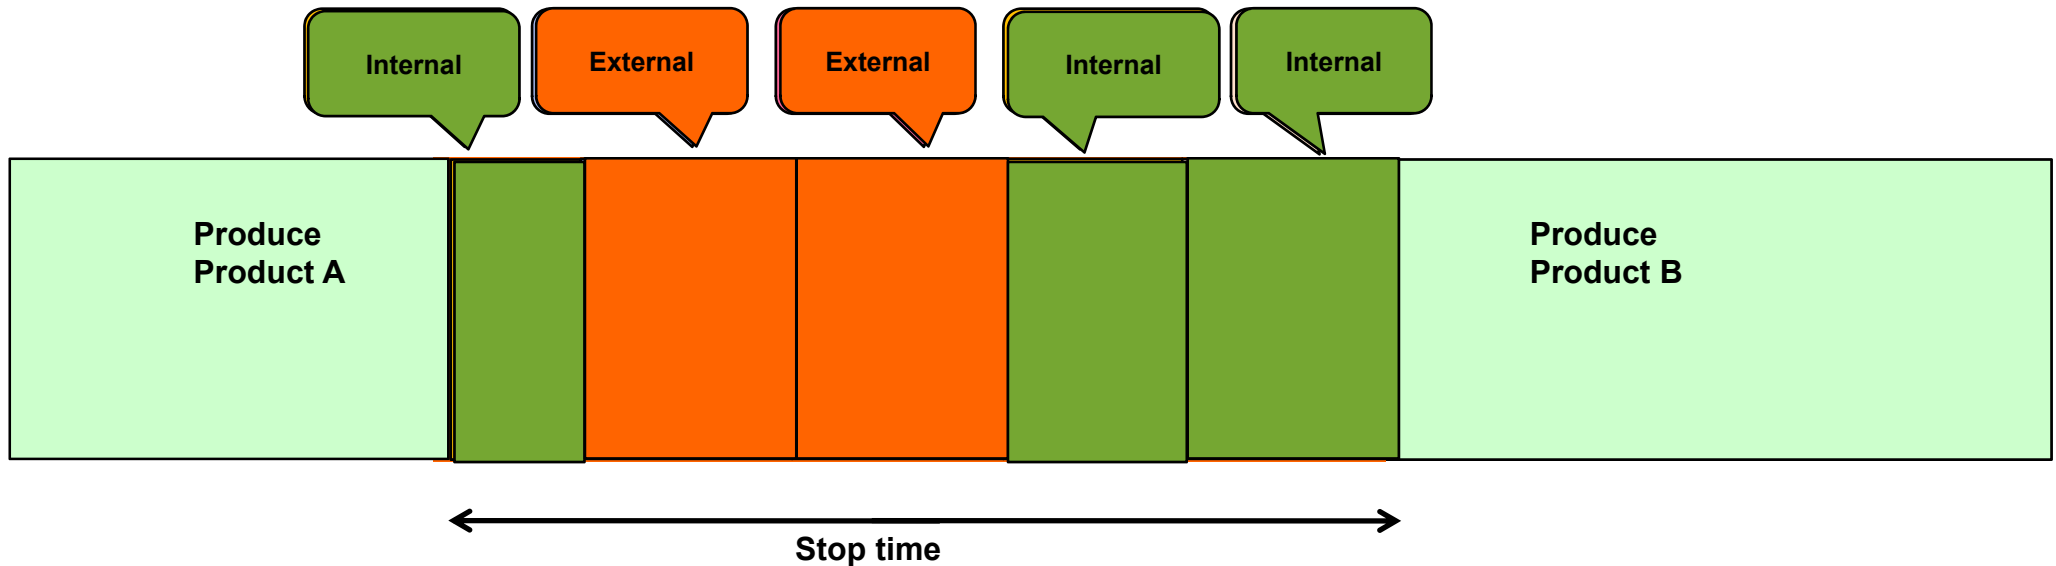 Internal
External
External
Internal
Internal
Produce
Product A
Produce
Product B
Stop time